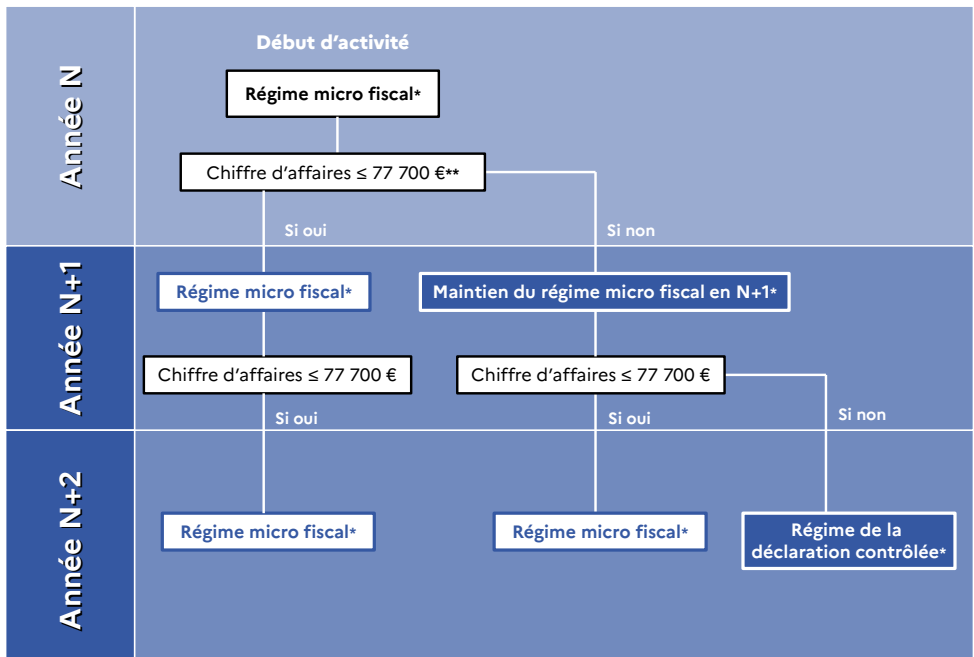 Année N
Début d'activité
Régime micro fiscal*
Chiffre d'affaires ≤ 77 700 €**
Si oui
Si non
Année N+1
Régime micro fiscal*
Maintien du régime micro fiscal en N+1*
Chiffre d'affaires ≤ 77 700 €
Chiffre d'affaires ≤ 77 700 €
Si oui
Si oui
Si non
Année N+2
Régime micro fiscal*
Régime micro fiscal*
Régime de la
déclaration contrôlée*